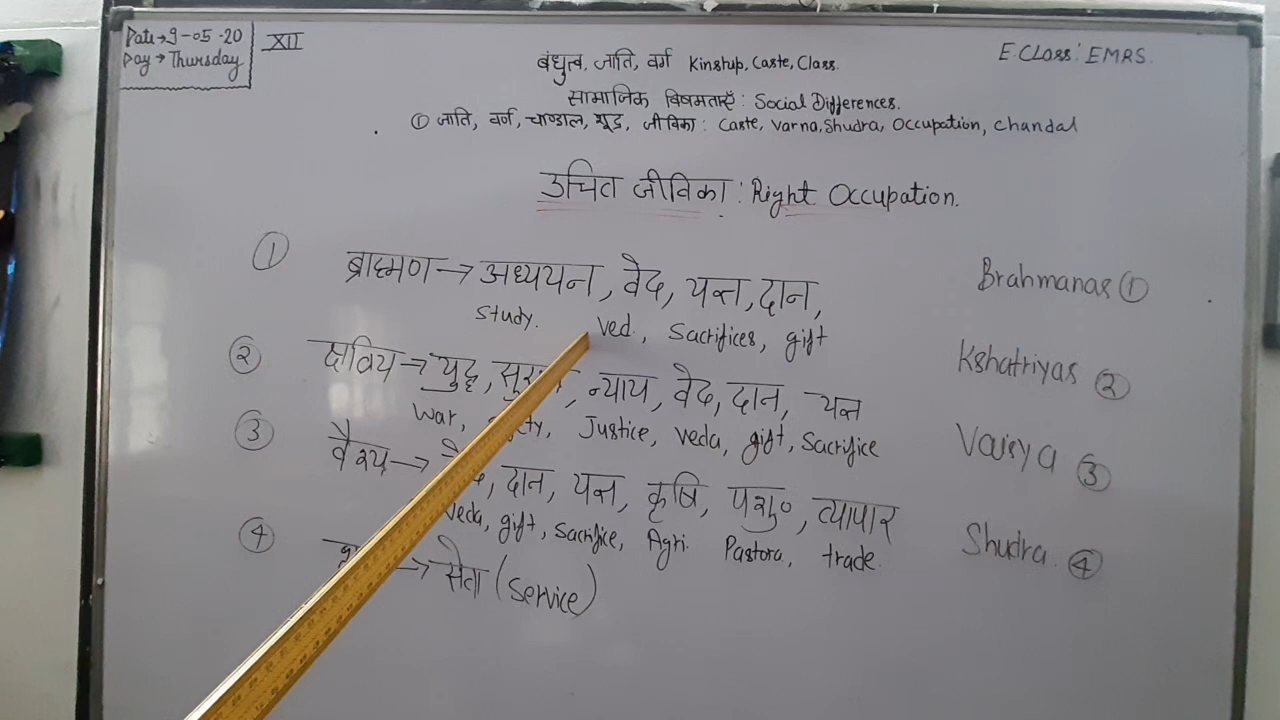 Date→9-05-20
Day→Thursday
XII
E.Class: EMRS.
बंधुत्व, जाति, वर्ग Kinship, Caste, Class.
सामाजिक विषमताएँ: Social Differences.
① जाति, वर्ण, चाण्डाल, शूद्र, जीविका: Caste, Varna, Shudra, Occupation, Chandal
उचित जीविका: Right Occupation.
① ब्राह्मण → अध्ययन, वेद, यज्ञ, दान, Brahmanas ①
Study. Ved., Sacrifices, gift
② क्षत्रिय → युद्ध, न्याय, वेद, दान, यज्ञ Kshatriyas ②
War, Justice, Veda, gift, Sacrifice
③ वैश्य → दान, यज्ञ, कृषि, पशु॰, व्यापार Vaisya ③
Veda, gift, Sacrifice, Agri. Pastora, trade.
④ → सेवा (Service) Shudra. ④